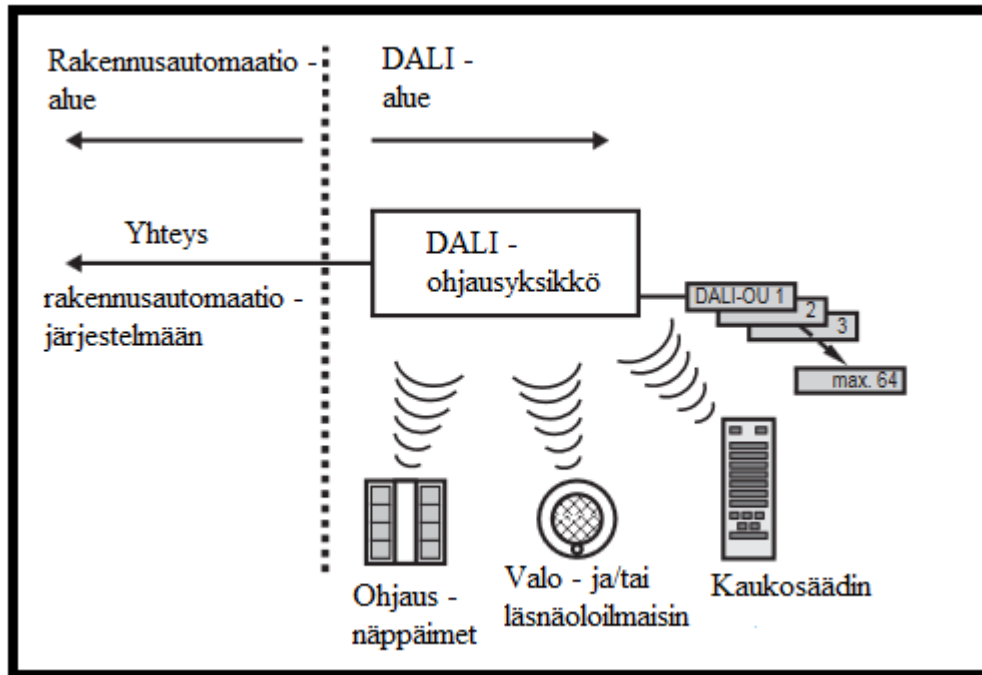 Rakennusautomaatio -
alue
DALI -
alue
Yhteys
rakennusautomaatio -
järjestelmään
DALI -
ohjausyksikkö
DALI-OU 1
2
3
max. 64
Ohjaus -
näppäimet
Valo - ja/tai
läsnäoloilmaisin
Kaukosäädin